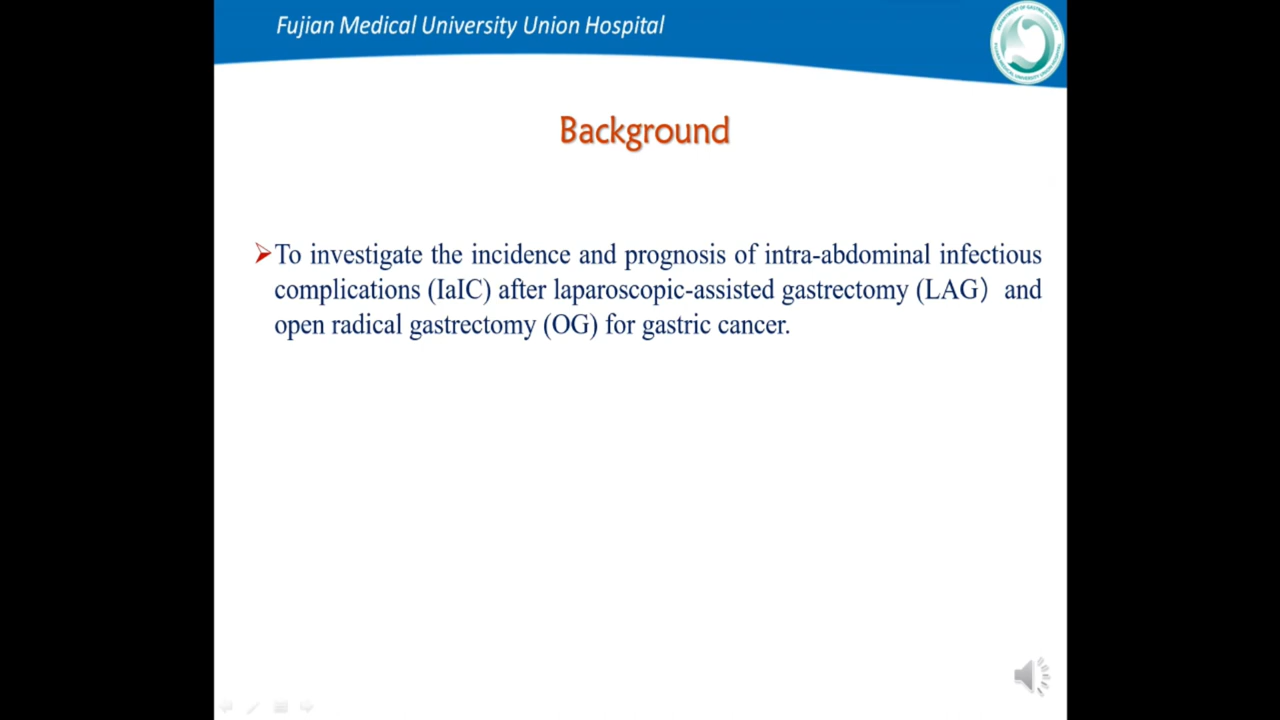 Fujian Medical University Union Hospital
Background
To investigate the incidence and prognosis of intra-abdominal infectious
complications (IaIC) after laparoscopic-assisted gastrectomy (LAG） and
open radical gastrectomy (OG) for gastric cancer.